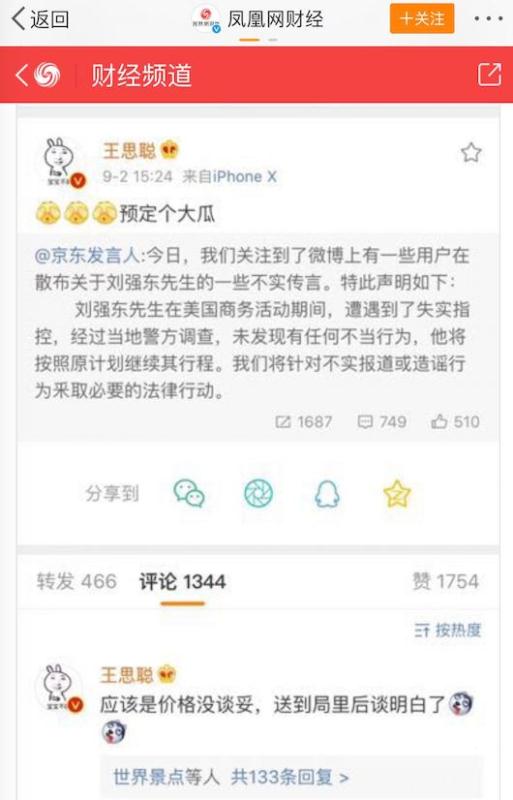 返回
凤凰网财经
+关注
财经频道
王思聪
9-2 15:24 来自iPhone X
预定个大瓜
@京东发言人:今日，我们关注到了微博上有一些用户在
散布关于刘强东先生的一些不实传言。特此声明如下：
刘强东先生在美国商务活动期间，遭遇到了失实指
控，经过当地警方调查，未发现有任何不当行为，他将
按照原计划继续其行程。我们将针对不实报道或造谣行
为采取必要的法律行动。
1687 749 510
分享到
转发 466 评论 1344 赞 1754
按热度
王思聪
应该是价格没谈妥，送到局里后谈明白了
世界景点等人 共133条回复 >